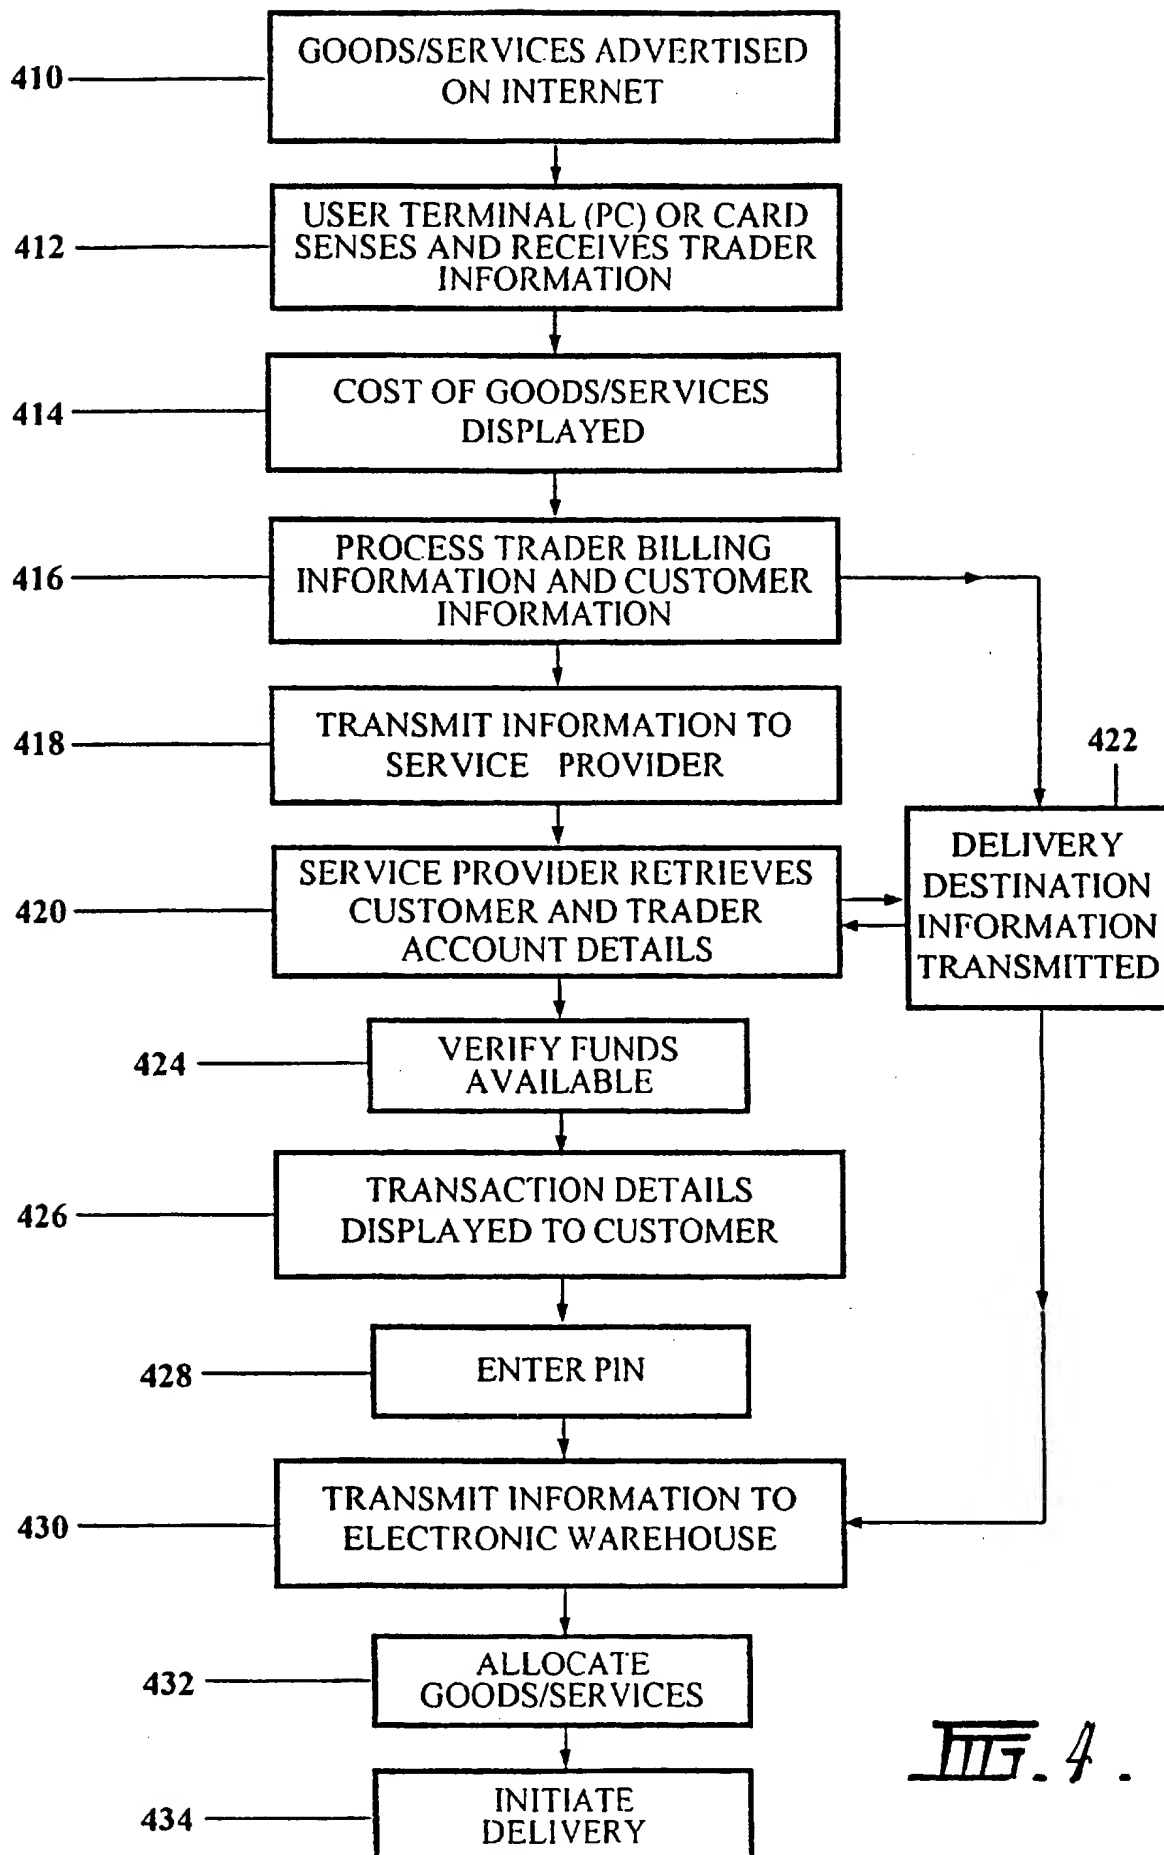 410
GOODS/SERVICES ADVERTISED
ON INTERNET
412
USER TERMINAL (PC) OR CARD
SENSES AND RECEIVES TRADER
INFORMATION
414
COST OF GOODS/SERVICES
DISPLAYED
416
PROCESS TRADER BILLING
INFORMATION AND CUSTOMER
INFORMATION
418
TRANSMIT INFORMATION TO
SERVICE PROVIDER
422
DELIVERY
DESTINATION
INFORMATION
TRANSMITTED
420
SERVICE PROVIDER RETRIEVES
CUSTOMER AND TRADER
ACCOUNT DETAILS
424
VERIFY FUNDS
AVAILABLE
426
TRANSACTION DETAILS
DISPLAYED TO CUSTOMER
428
ENTER PIN
430
TRANSMIT INFORMATION TO
ELECTRONIC WAREHOUSE
432
ALLOCATE
GOODS/SERVICES
434
INITIATE
DELIVERY
FIG. 4.